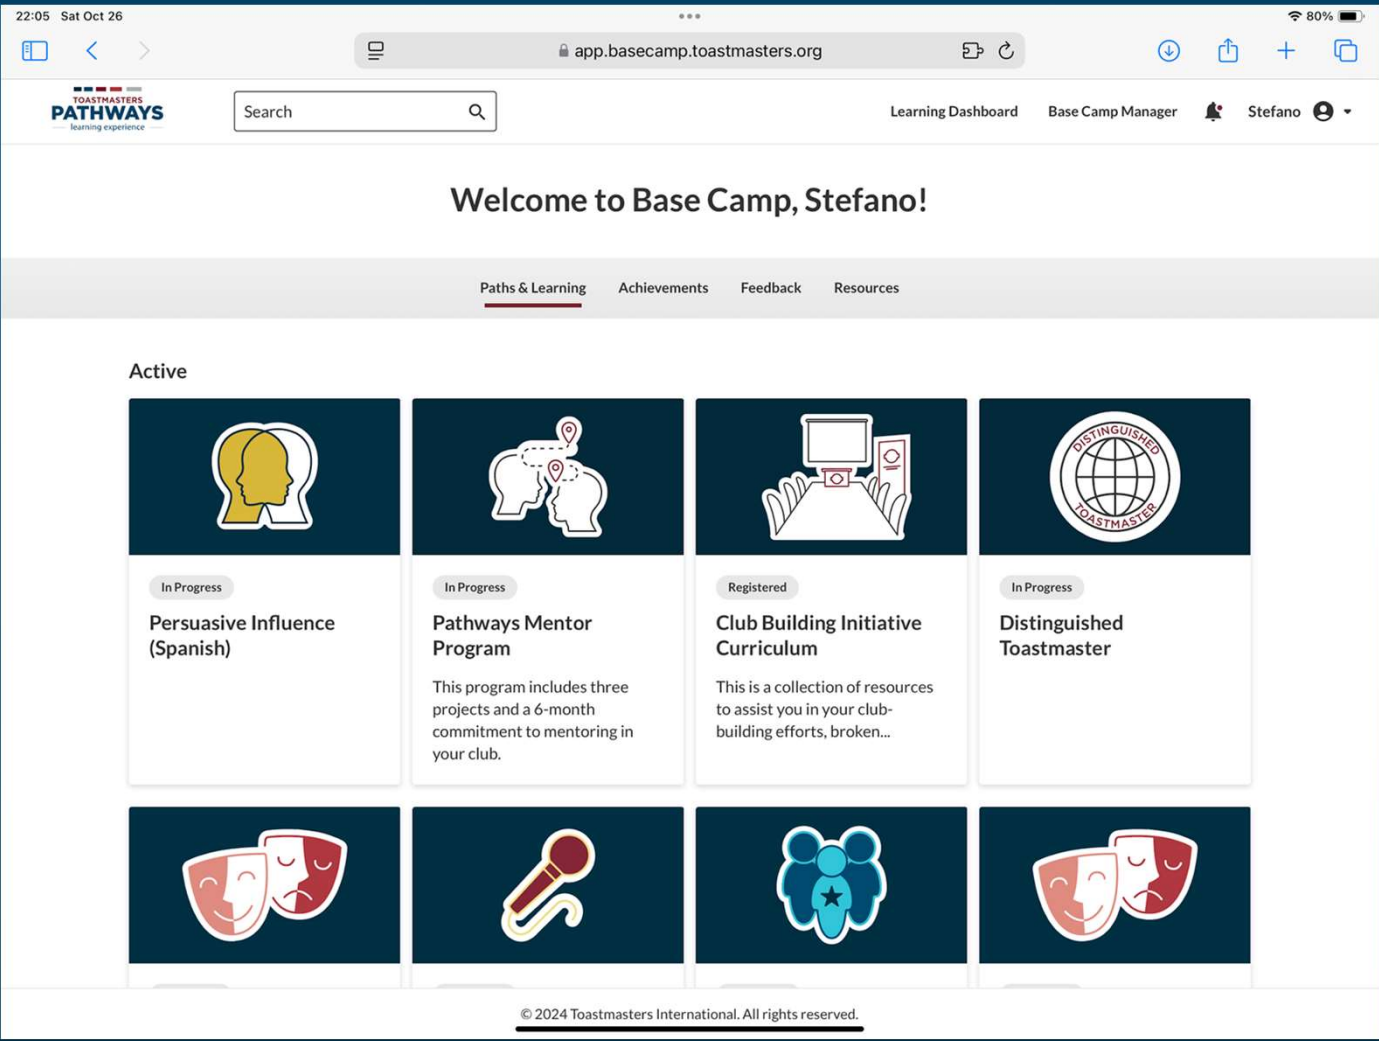 22:05 Sat Oct 26
80%
app.basecamp.toastmasters.org
TOASTMASTERS
PATHWAYS
learning experience
Search
Learning Dashboard
Base Camp Manager
Stefano
Welcome to Base Camp, Stefano!
Paths & Learning
Achievements
Feedback
Resources
Active
In Progress
Persuasive Influence
(Spanish)
In Progress
Pathways Mentor
Program
This program includes three
projects and a 6-month
commitment to mentoring in
your club.
Registered
Club Building Initiative
Curriculum
This is a collection of resources
to assist you in your club-
building efforts, broken...
DISTINGUISHED
TOASTMASTER
In Progress
Distinguished
Toastmaster
© 2024 Toastmasters International. All rights reserved.